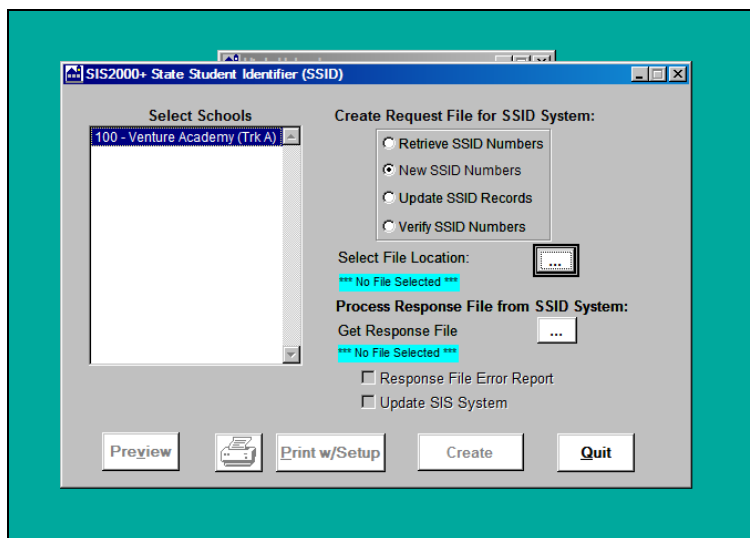 SIS2000+ State Student Identifier (SSID)
Select Schools
100 - Venture Academy (Trk A)
Create Request File for SSID System:
Retrieve SSID Numbers
New SSID Numbers
Update SSID Records
Verify SSID Numbers
Select File Location:
...
*** No File Selected ***
Process Response File from SSID System:
Get Response File
...
*** No File Selected ***
Response File Error Report
Update SIS System
Preview
Print w/Setup
Create
Quit